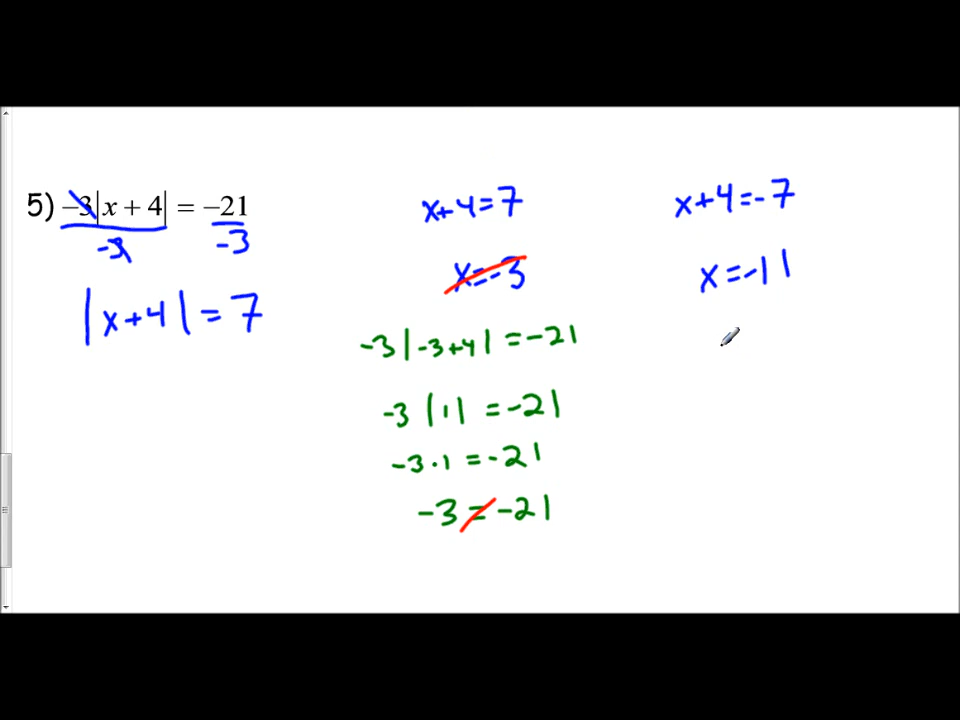 5) −3|x + 4| = −21
-3 -3
|x+4| = 7
x+4=7
x=-3
-3|-3+4| = -21
-3|1| = -21
-3·1 = -21
-3 = -21
x+4=-7
x=-11